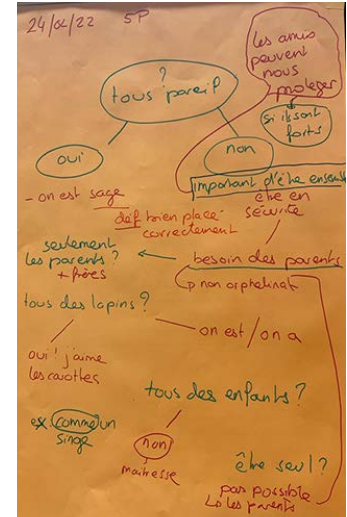 24/04/22 5P
les amis
peuvent
nous
proteger
si ils sont
forts
?
tous pareil
oui
non
important d'être ensemble
être en
sécurité
- on est sage
déf bien placé
correctement
seulement
les parents?
+ frères
besoin des parents
non orphelinat
tous des lapins?
on est / on a
oui! j'aime
les carottes
tous des enfants?
ex. comme un
singe
non
maitresse
être seul?
pas possible
les parents